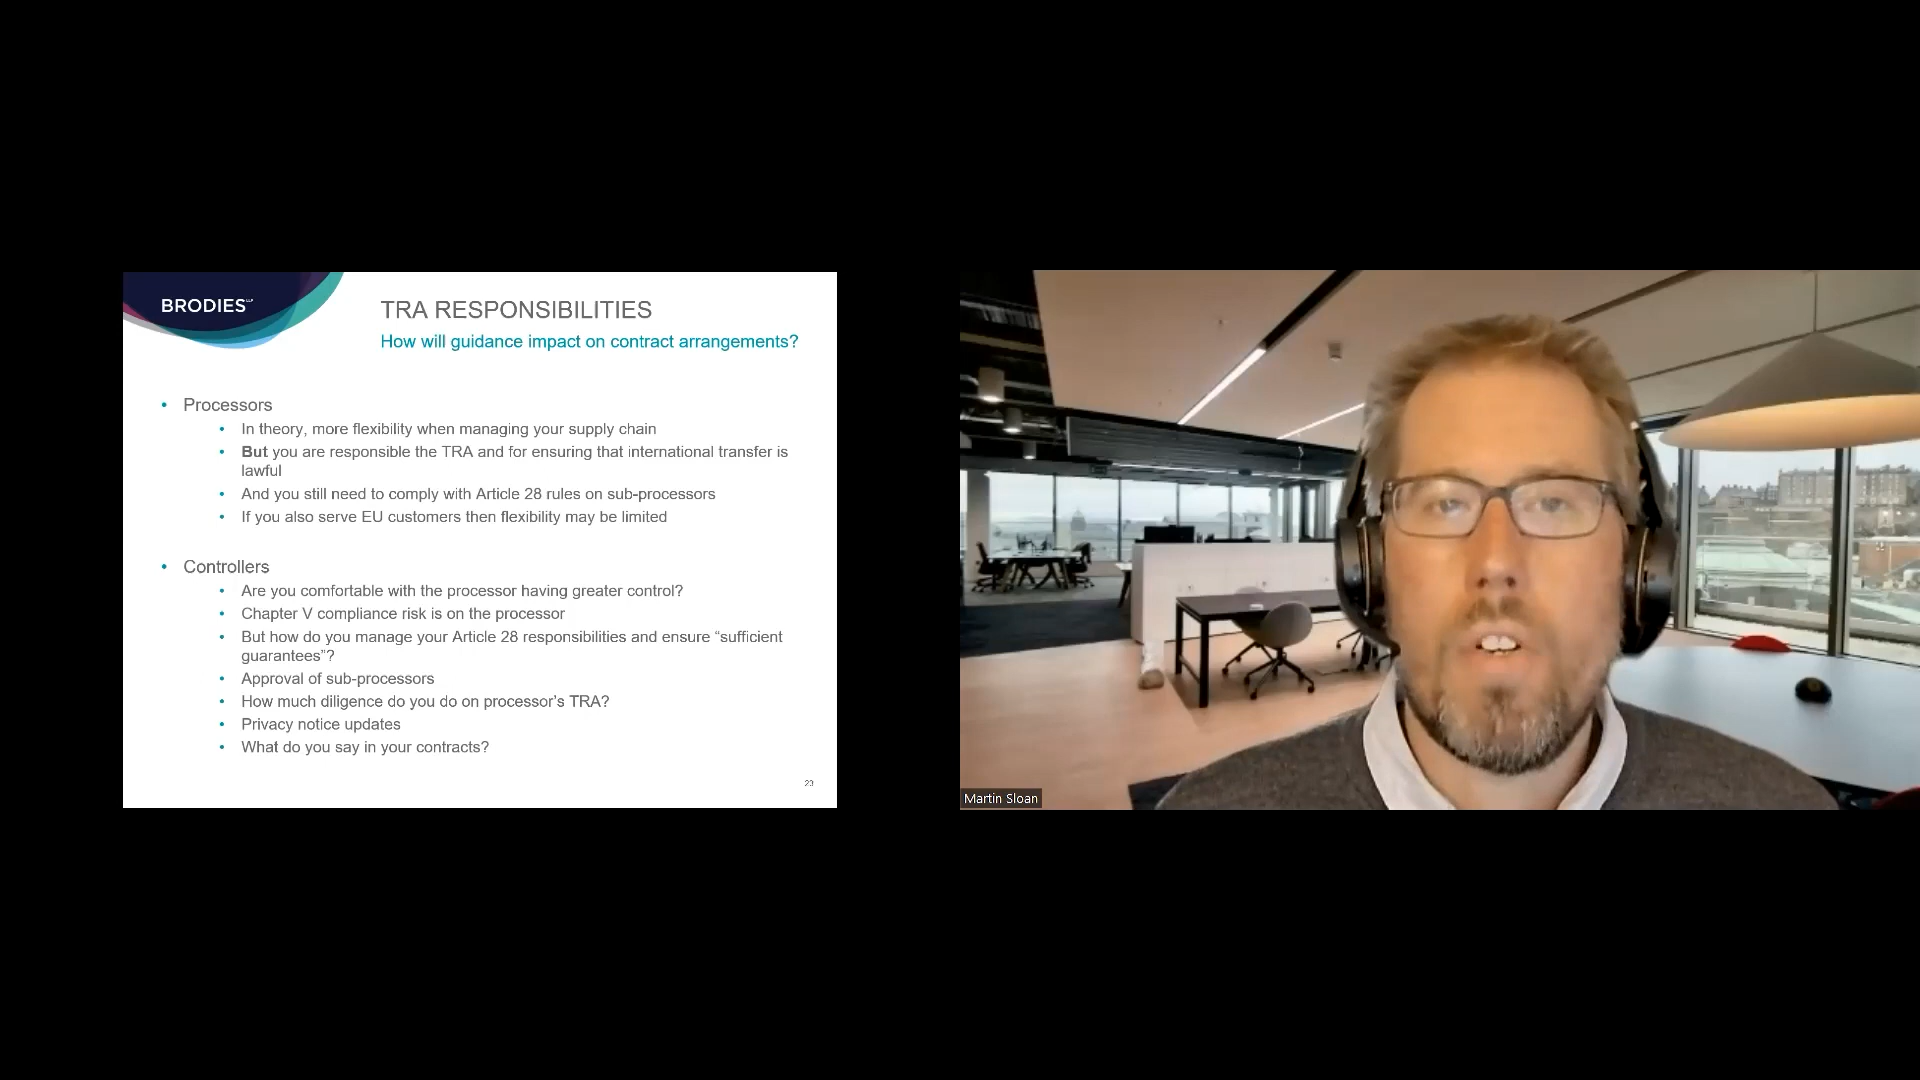 BRODIES LLP
TRA RESPONSIBILITIES
How will guidance impact on contract arrangements?
• Processors
• In theory, more flexibility when managing your supply chain
• But you are responsible the TRA and for ensuring that international transfer is
lawful
• And you still need to comply with Article 28 rules on sub-processors
• If you also serve EU customers then flexibility may be limited
• Controllers
• Are you comfortable with the processor having greater control?
• Chapter V compliance risk is on the processor
• But how do you manage your Article 28 responsibilities and ensure “sufficient
guarantees”?
• Approval of sub-processors
• How much diligence do you do on processor’s TRA?
• Privacy notice updates
• What do you say in your contracts?
23
Martin Sloan